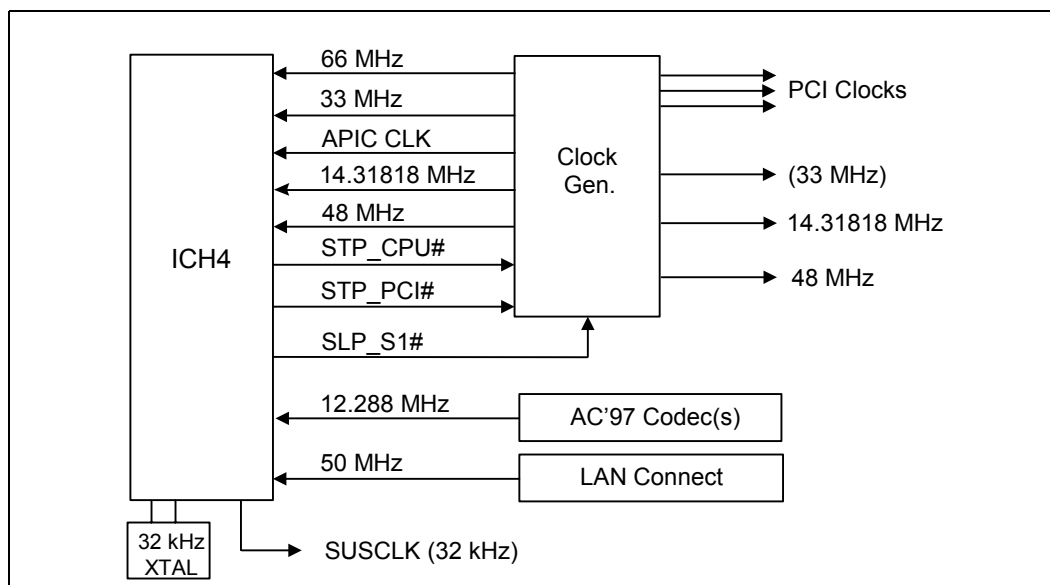 66 MHz
33 MHz
APIC CLK
14.31818 MHz
48 MHz
STP_CPU#
STP_PCI#
SLP_S1#
12.288 MHz
50 MHz
ICH4
Clock
Gen.
PCI Clocks
(33 MHz)
14.31818 MHz
48 MHz
AC'97 Codec(s)
LAN Connect
32 kHz
XTAL
SUSCLK (32 kHz)